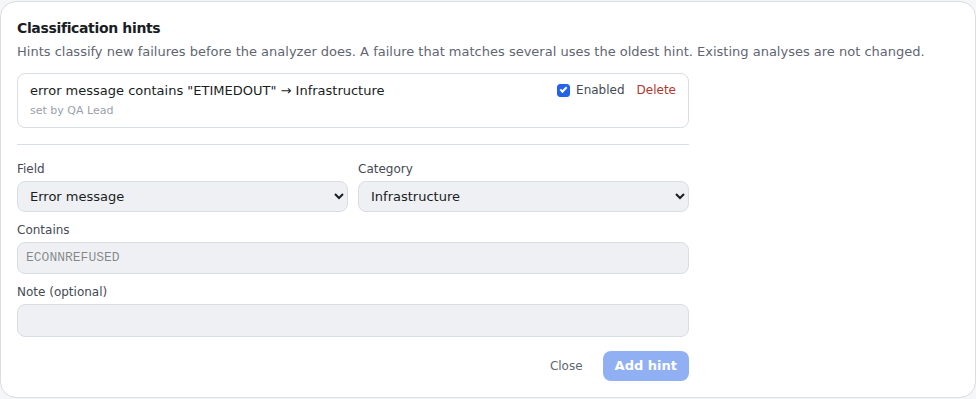 Classification hints
Hints classify new failures before the analyzer does. A failure that matches several uses the oldest hint. Existing analyses are not changed.
error message contains "ETIMEDOUT" → Infrastructure
Enabled
Delete
set by QA Lead
Field
Category
Error message
Infrastructure
Contains
ECONNREFUSED
Note (optional)
Close
Add hint